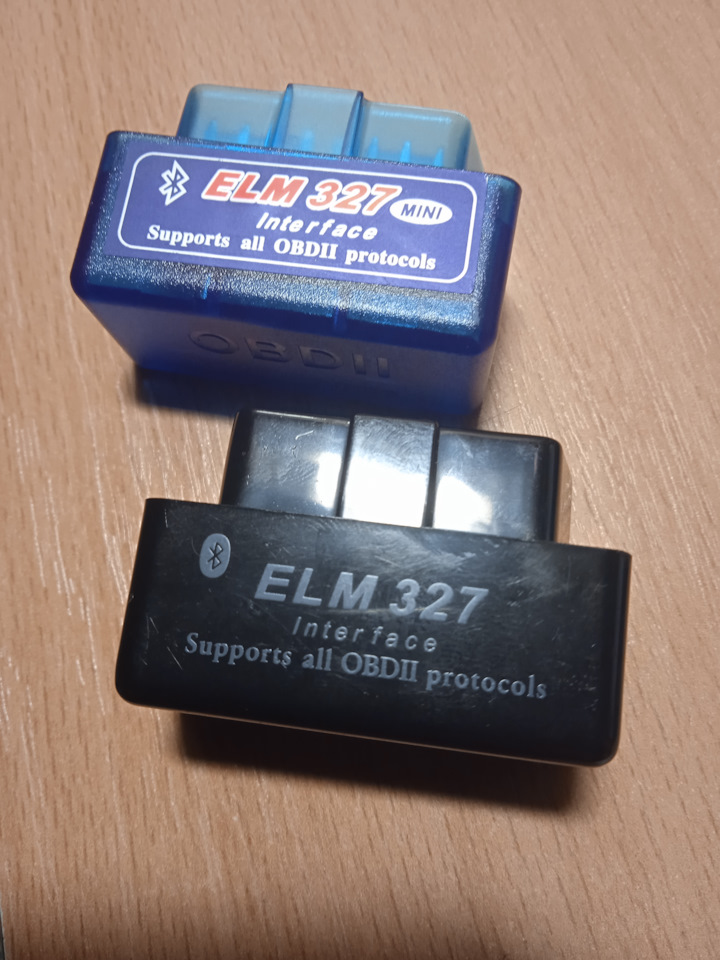 ELM 327 MINI
Interface
Supports all OBDII protocols
OBDII
ELM 327
Interface
Supports all OBDII protocols